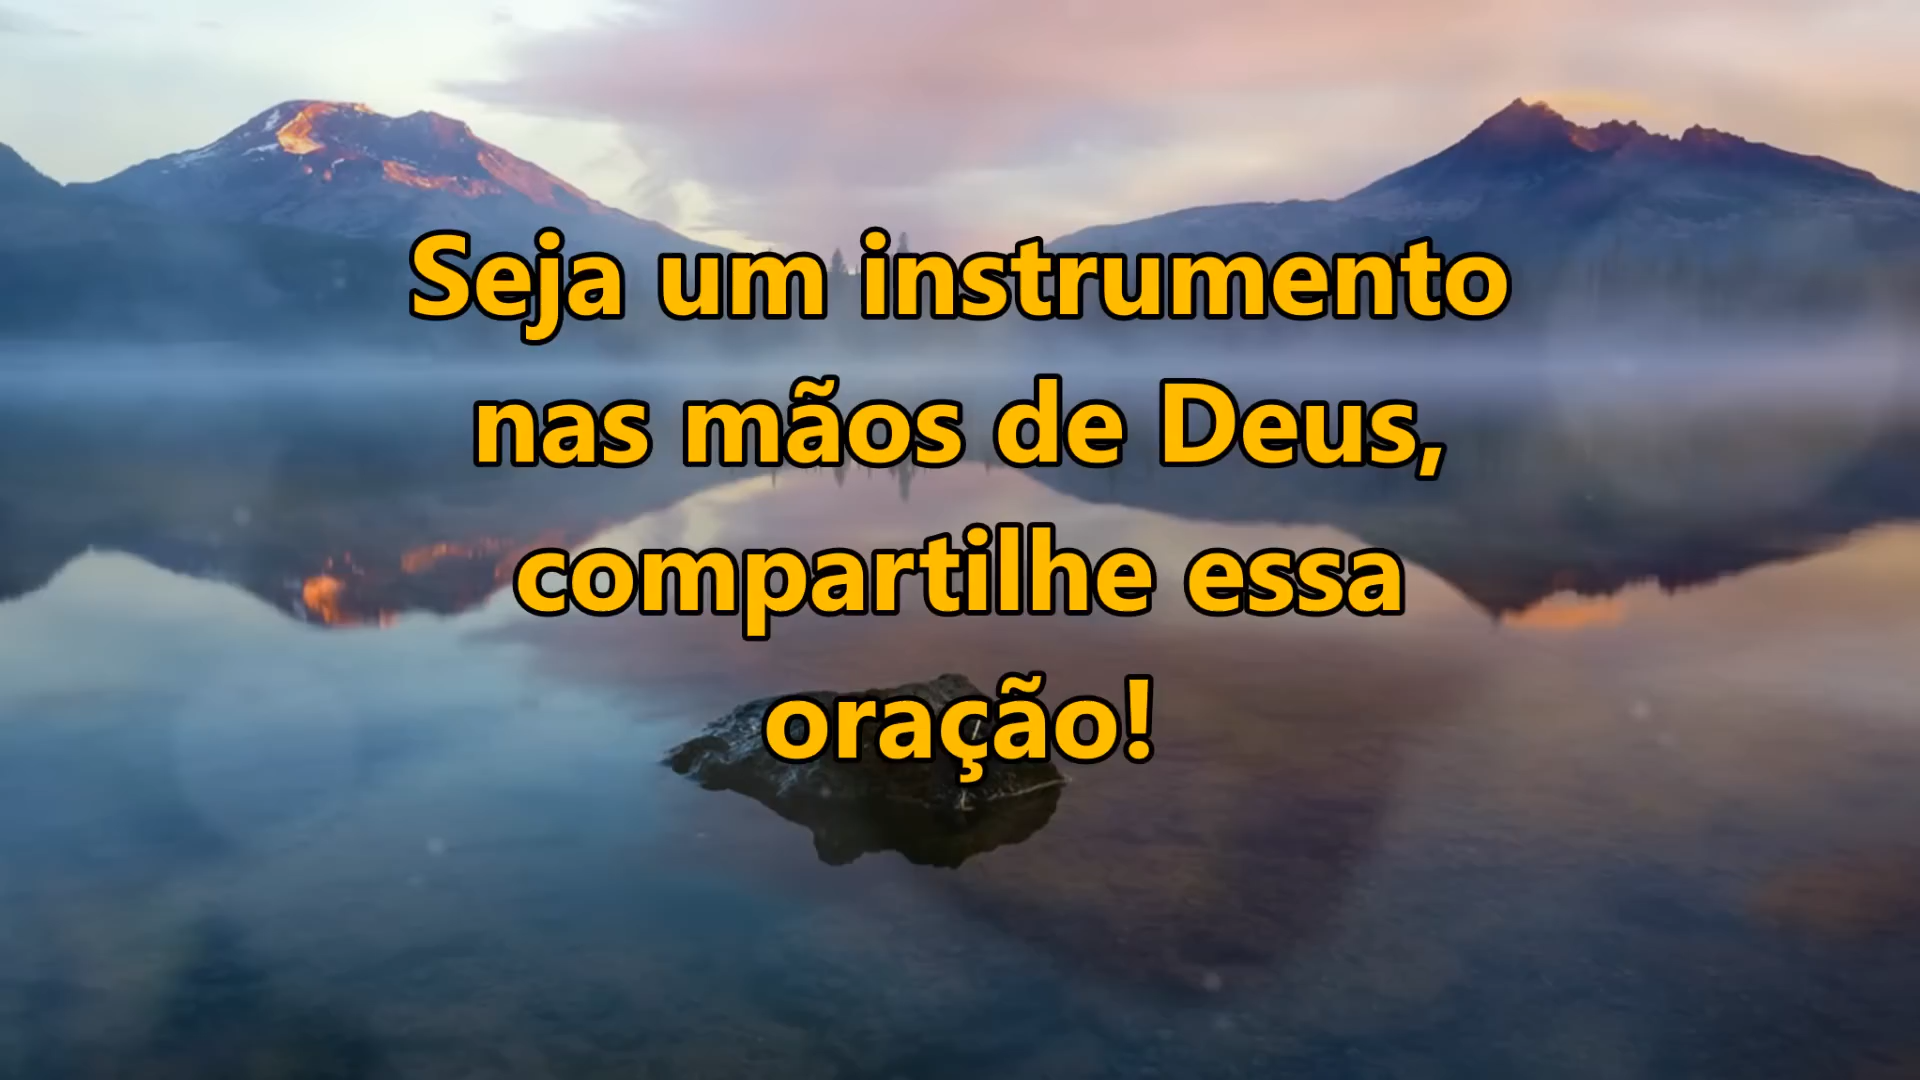 Seja um instrumento
nas mãos de Deus,
compartilhe essa
oração!